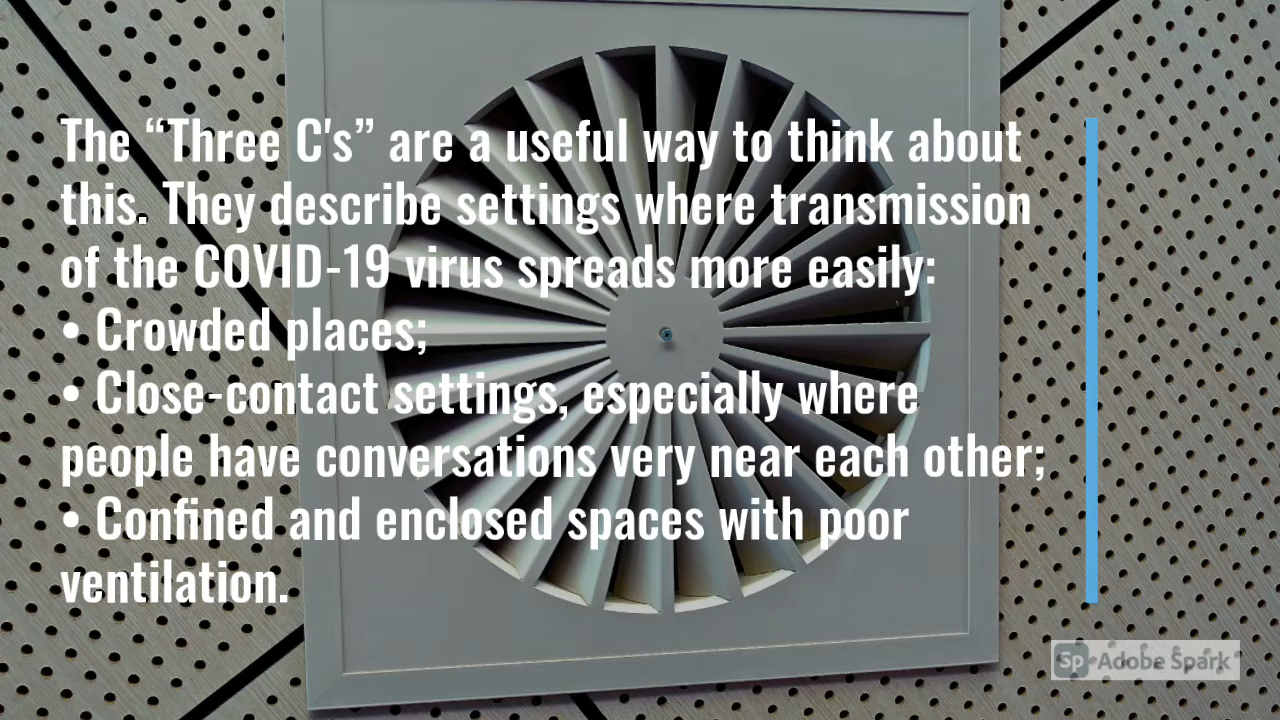 The “Three C's” are a useful way to think about
this. They describe settings where transmission
of the COVID-19 virus spreads more easily:
• Crowded places;
• Close-contact settings, especially where
people have conversations very near each other;
• Confined and enclosed spaces with poor
ventilation.
Sp Adobe Spark